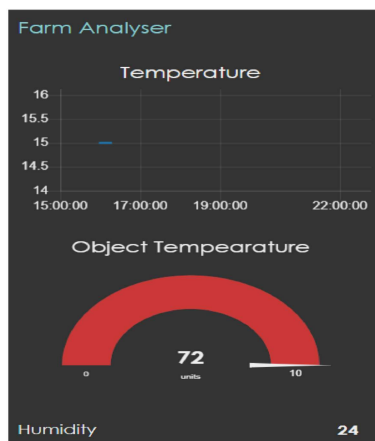 Farm Analyser
Temperature
16
15.5
15
14.5
14
15:00:00 17:00:00 19:00:00 22:00:00
Object Tempearature
72
units
0 10
Humidity 24